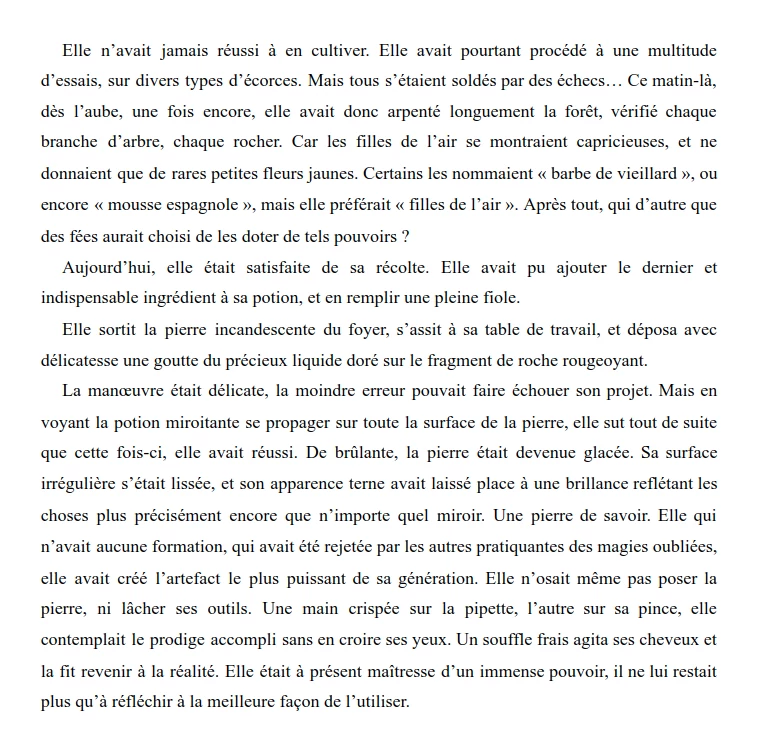 Elle n’avait jamais réussi à en cultiver. Elle avait pourtant procédé à une multitude
d’essais, sur divers types d’écorces. Mais tous s’étaient soldés par des échecs… Ce matin-là,
dès l’aube, une fois encore, elle avait donc arpenté longuement la forêt, vérifié chaque
branche d’arbre, chaque rocher. Car les filles de l’air se montraient capricieuses, et ne
donnaient que de rares petites fleurs jaunes. Certains les nommaient « barbe de vieillard », ou
encore « mousse espagnole », mais elle préférait « filles de l’air ». Après tout, qui d’autre que
des fées aurait choisi de les doter de tels pouvoirs ?
Aujourd’hui, elle était satisfaite de sa récolte. Elle avait pu ajouter le dernier et
indispensable ingrédient à sa potion, et en remplir une pleine fiole.
Elle sortit la pierre incandescente du foyer, s’assit à sa table de travail, et déposa avec
délicatesse une goutte du précieux liquide doré sur le fragment de roche rougeoyant.
La manœuvre était délicate, la moindre erreur pouvait faire échouer son projet. Mais en
voyant la potion miroitante se propager sur toute la surface de la pierre, elle sut tout de suite
que cette fois-ci, elle avait réussi. De brûlante, la pierre était devenue glacée. Sa surface
irrégulière s’était lissée, et son apparence terne avait laissé place à une brillance reflétant les
choses plus précisément encore que n’importe quel miroir. Une pierre de savoir. Elle qui
n’avait aucune formation, qui avait été rejetée par les autres pratiquantes des magies oubliées,
elle avait créé l’artefact le plus puissant de sa génération. Elle n’osait même pas poser la
pierre, ni lâcher ses outils. Une main crispée sur la pipette, l’autre sur sa pince, elle
contemplait le prodige accompli sans en croire ses yeux. Un souffle frais agita ses cheveux et
la fit revenir à la réalité. Elle était à présent maîtresse d’un immense pouvoir, il ne lui restait
plus qu’à réfléchir à la meilleure façon de l’utiliser.